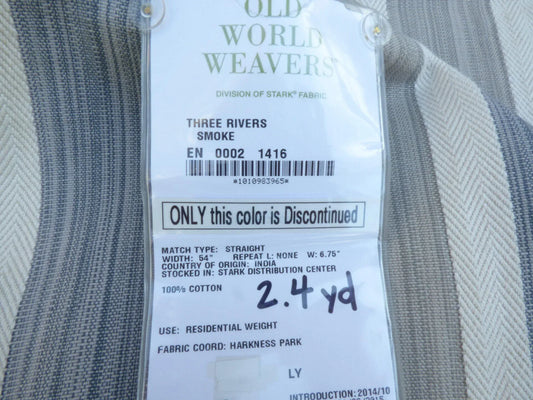 OLD
WORLD
WEAVERS®
DIVISION OF STARK® FABRIC
THREE RIVERS
SMOKE
EN 0002 1416
*1010983965*
ONLY this color is Discontinued
MATCH TYPE: STRAIGHT
WIDTH: 54" REPEAT L: NONE W: 6.75"
COUNTRY OF ORIGIN: INDIA
STOCKED IN: STARK DISTRIBUTION CENTER
100% COTTON
2.4 yd
USE: RESIDENTIAL WEIGHT
FABRIC COORD: HARKNESS PARK
LY
INTRODUCTION: 2014/10